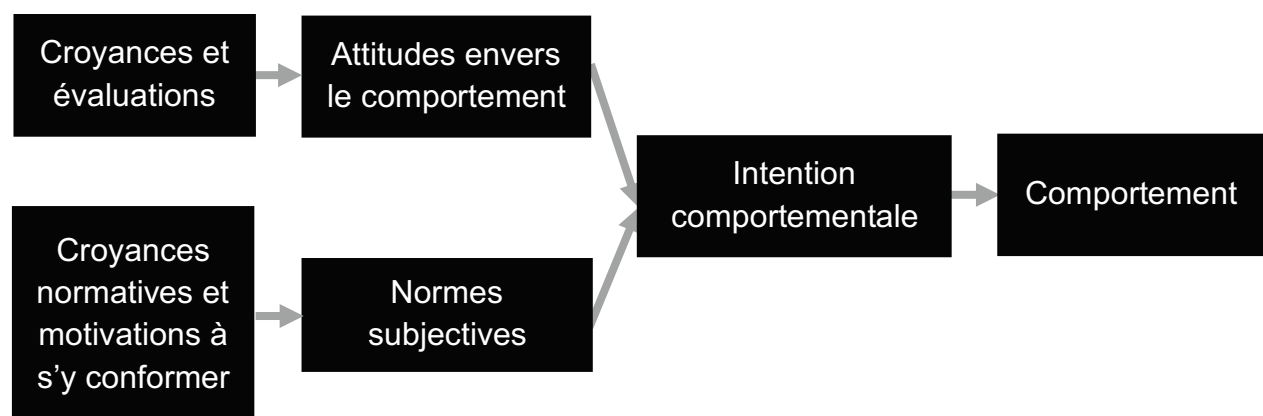 Croyances et
évaluations
Attitudes envers
le comportement
Intention
comportementale
Comportement
Croyances
normatives et
motivations à
s'y conformer
Normes
subjectives